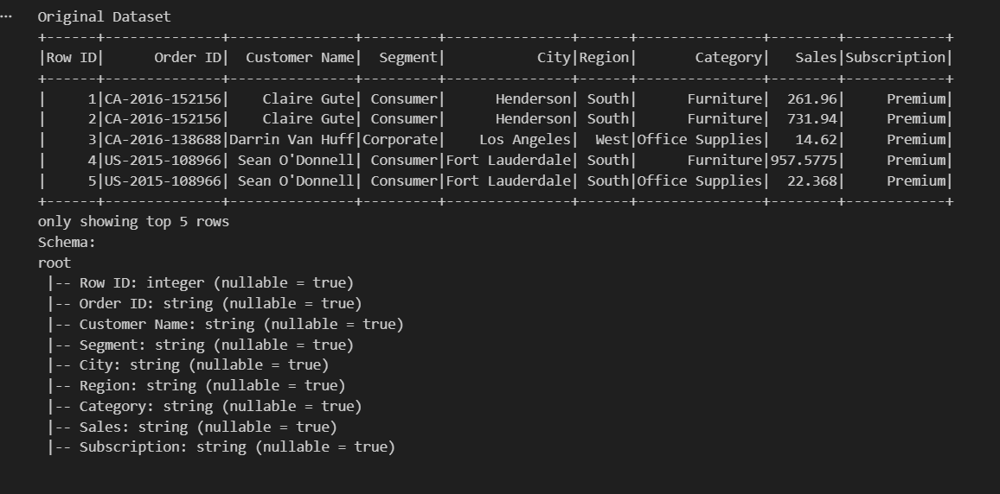 Original Dataset
+------+--------------+---------------+---------+---------------+------+---------------+--------+------------+
|Row ID|      Order ID|  Customer Name|  Segment|           City|Region|       Category|   Sales|Subscription|
+------+--------------+---------------+---------+---------------+------+---------------+--------+------------+
|     1|CA-2016-152156|    Claire Gute| Consumer|      Henderson| South|      Furniture|  261.96|     Premium|
|     2|CA-2016-152156|    Claire Gute| Consumer|      Henderson| South|      Furniture|  731.94|     Premium|
|     3|CA-2016-138688|Darrin Van Huff|Corporate|    Los Angeles|  West|Office Supplies|   14.62|     Premium|
|     4|US-2015-108966| Sean O'Donnell| Consumer|Fort Lauderdale| South|      Furniture|957.5775|     Premium|
|     5|US-2015-108966| Sean O'Donnell| Consumer|Fort Lauderdale| South|Office Supplies|  22.368|     Premium|
+------+--------------+---------------+---------+---------------+------+---------------+--------+------------+
only showing top 5 rows
Schema:
root
 |-- Row ID: integer (nullable = true)
 |-- Order ID: string (nullable = true)
 |-- Customer Name: string (nullable = true)
 |-- Segment: string (nullable = true)
 |-- City: string (nullable = true)
 |-- Region: string (nullable = true)
 |-- Category: string (nullable = true)
 |-- Sales: string (nullable = true)
 |-- Subscription: string (nullable = true)